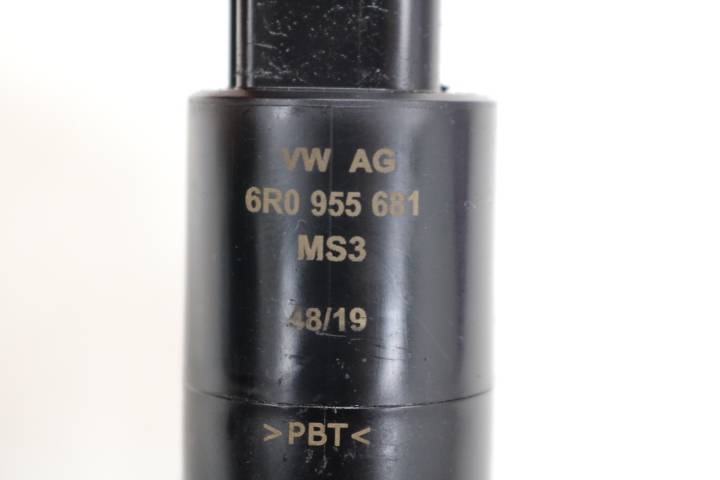 VW AG
6R0 955 681
MS3
48/19
>PBT<